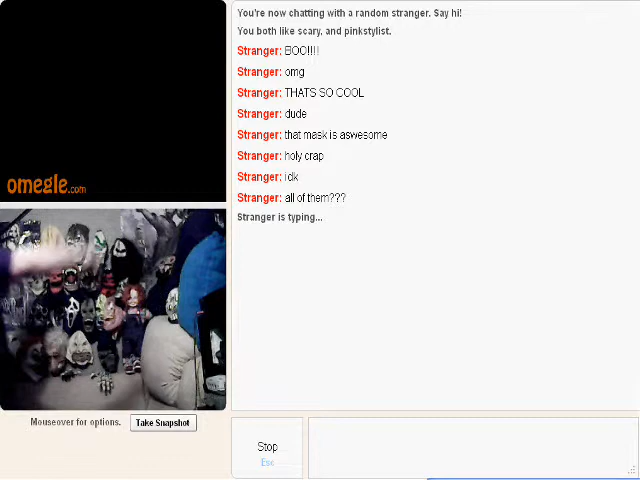 You're now chatting with a random stranger. Say hi!
You both like scary, and pinkstylist.
Stranger: BOO!!!!
Stranger: omg
Stranger: THATS SO COOL
Stranger: dude
Stranger: that mask is aswesome
Stranger: holy crap
Stranger: idk
Stranger: all of them???
Stranger is typing...
omegle.com
Mouseover for options.
Take Snapshot
Stop
Esc